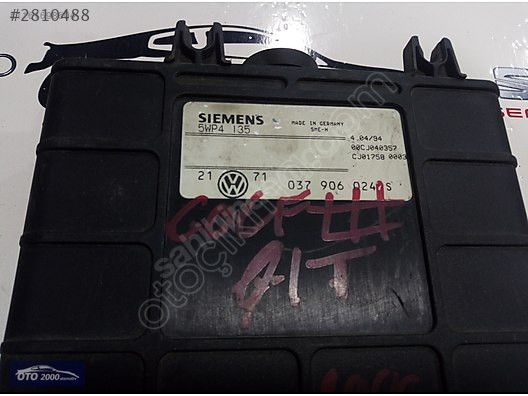 #2810488
SIEMENS
5WP4 135
MADE IN GERMANY
SME-M
4.04/94
00CJ040357
CJ01758 0003
21 71
037 906 024 S
GOLF III
OTO 2000